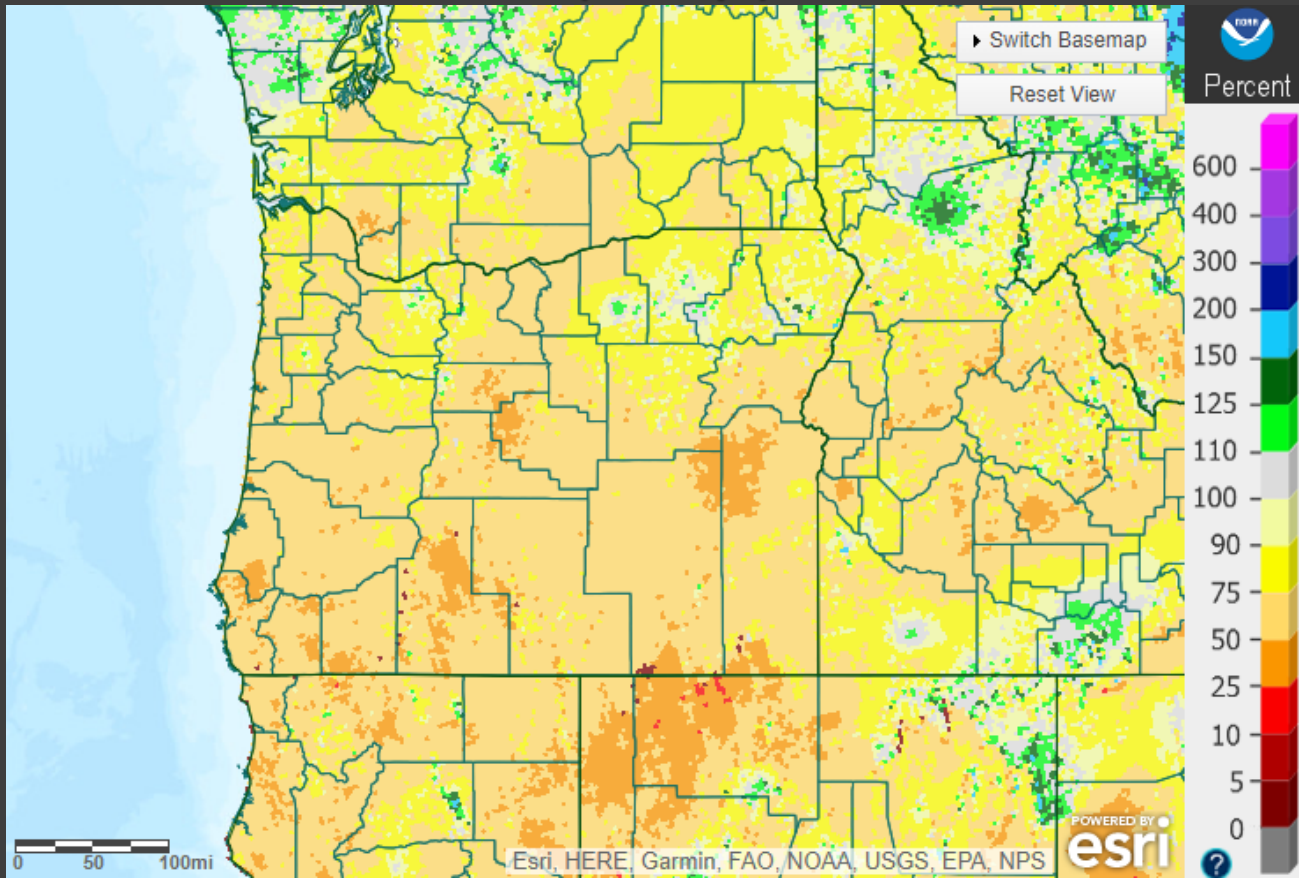 Switch Basemap
Reset View
NOAA
Percent
600
400
300
200
150
125
110
100
90
75
50
25
10
5
0
?
0 50 100mi
Esri, HERE, Garmin, FAO, NOAA, USGS, EPA, NPS
POWERED BY
esri